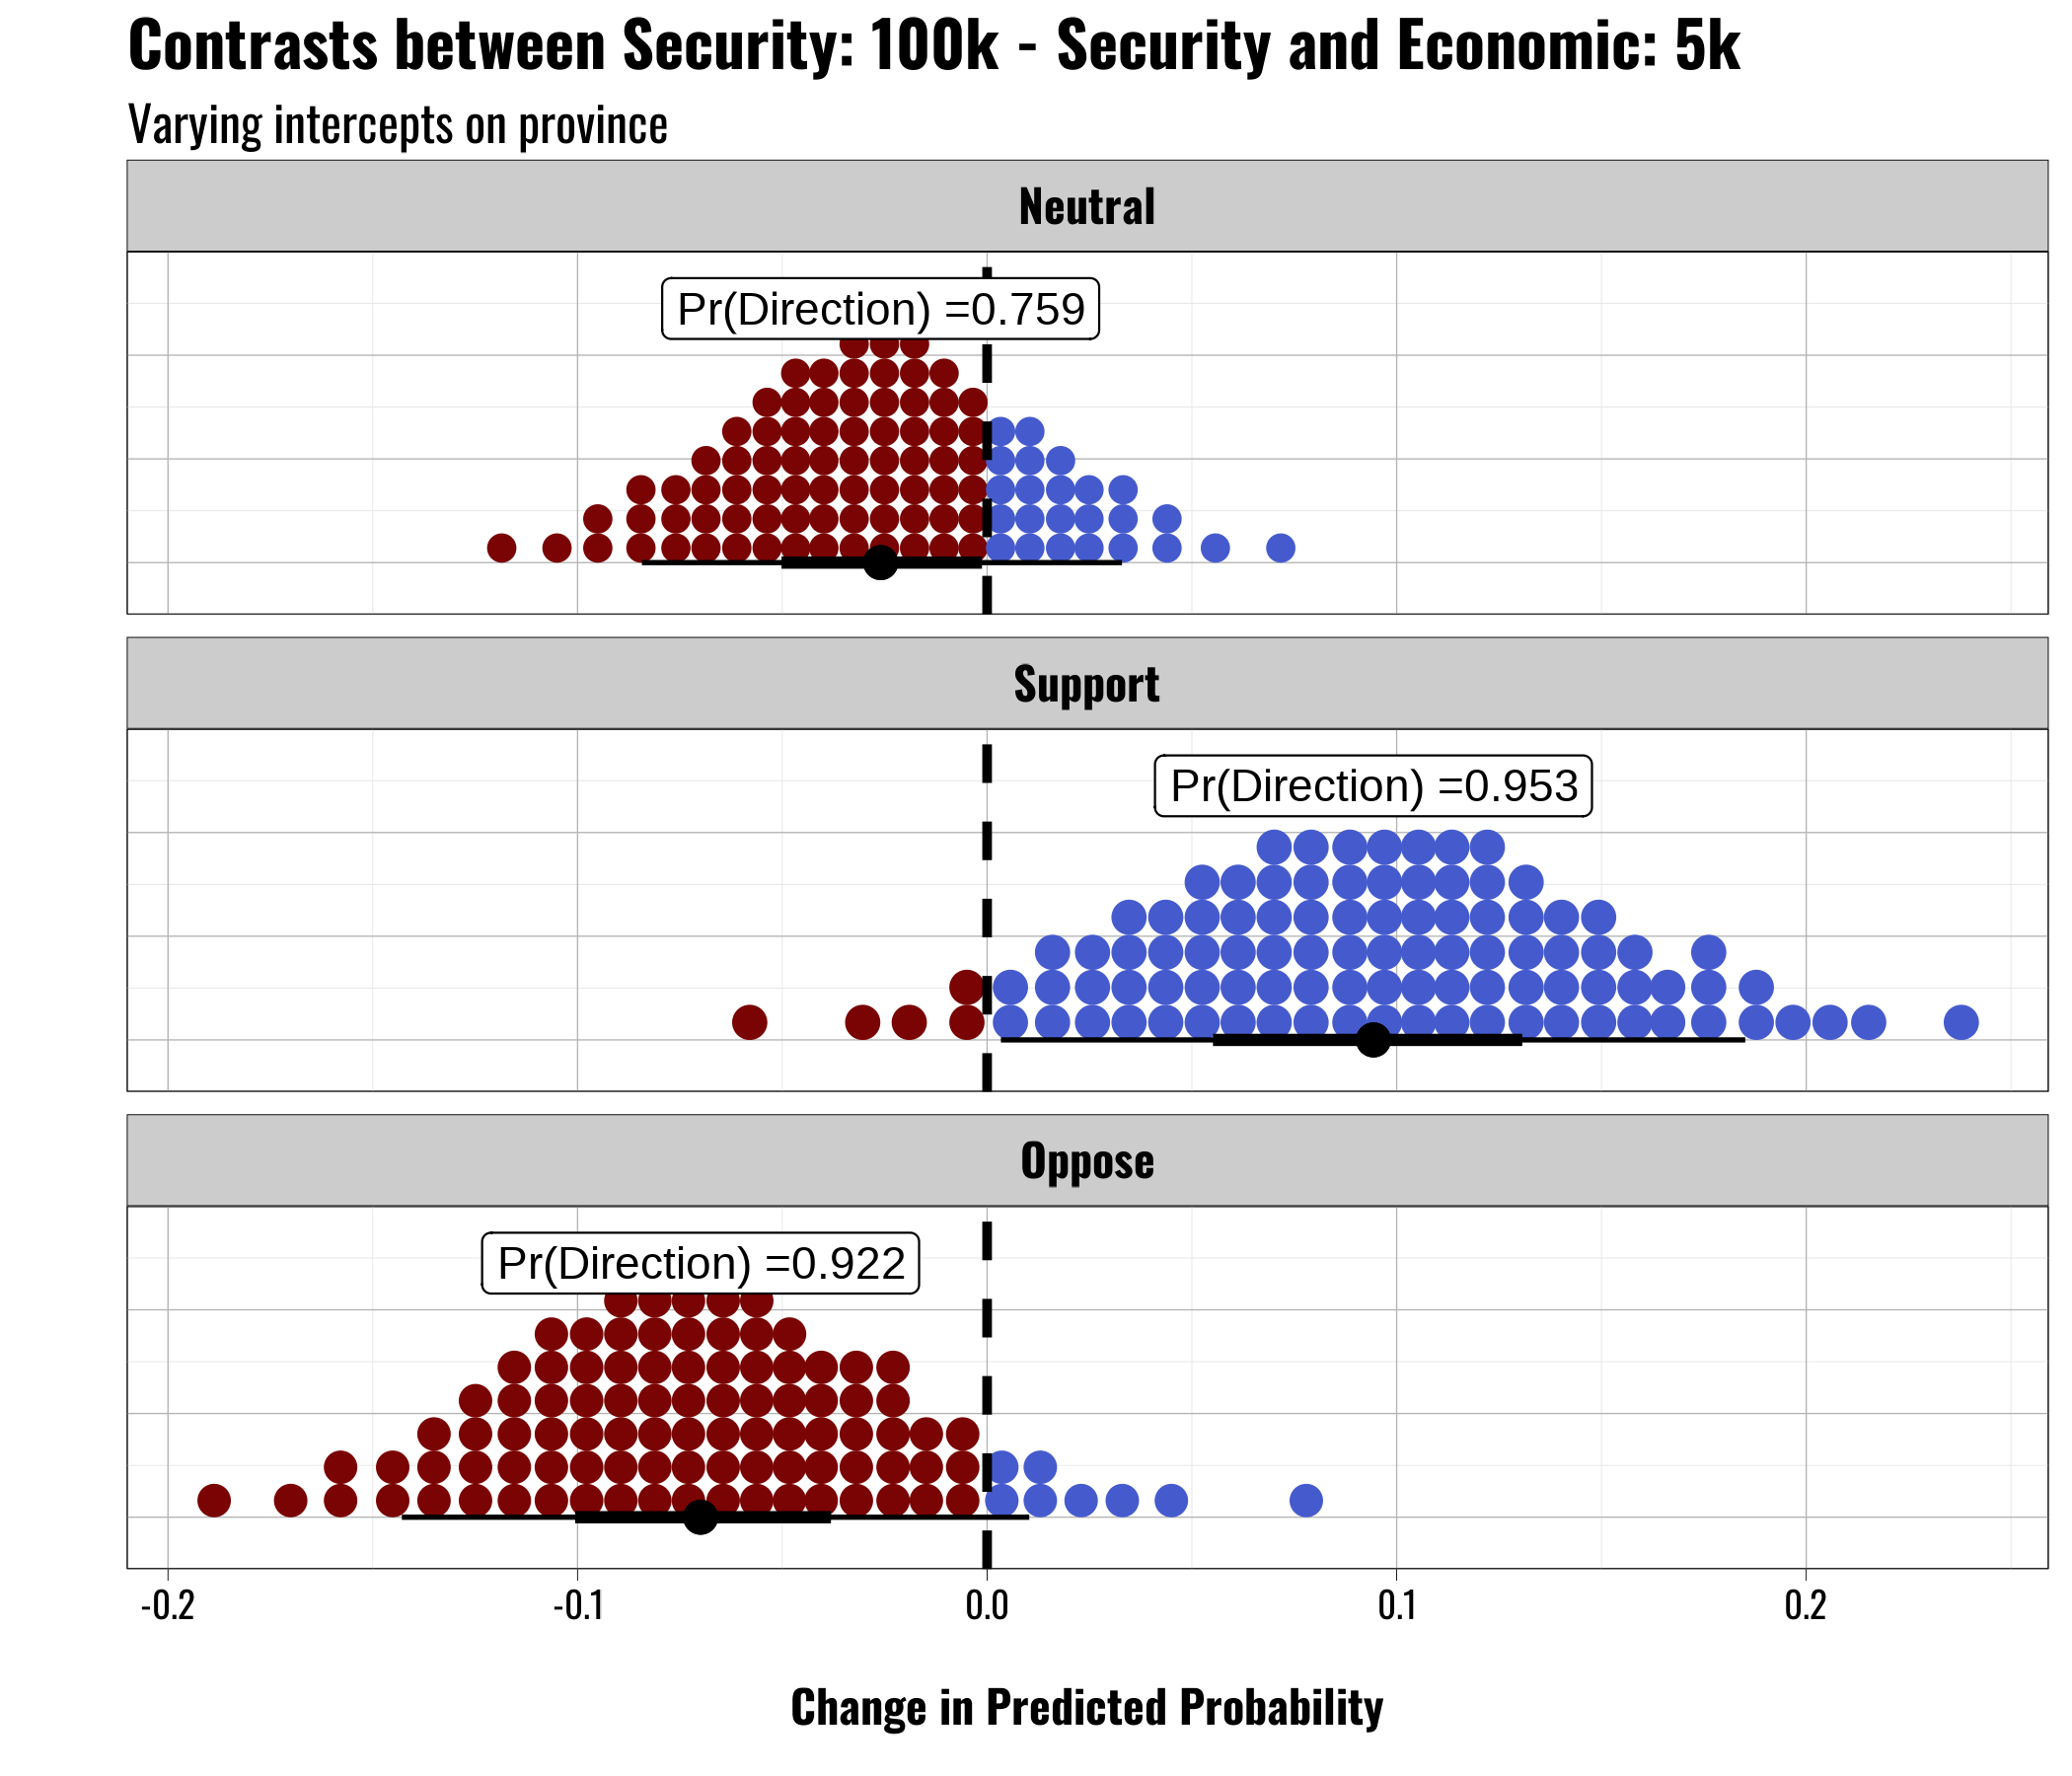 Contrasts between Security: 100k - Security and Economic: 5k
Varying intercepts on province
Neutral
Pr(Direction) =0.759
Support
Pr(Direction) =0.953
Oppose
Pr(Direction) =0.922
-0.2 -0.1 0.0 0.1 0.2
Change in Predicted Probability